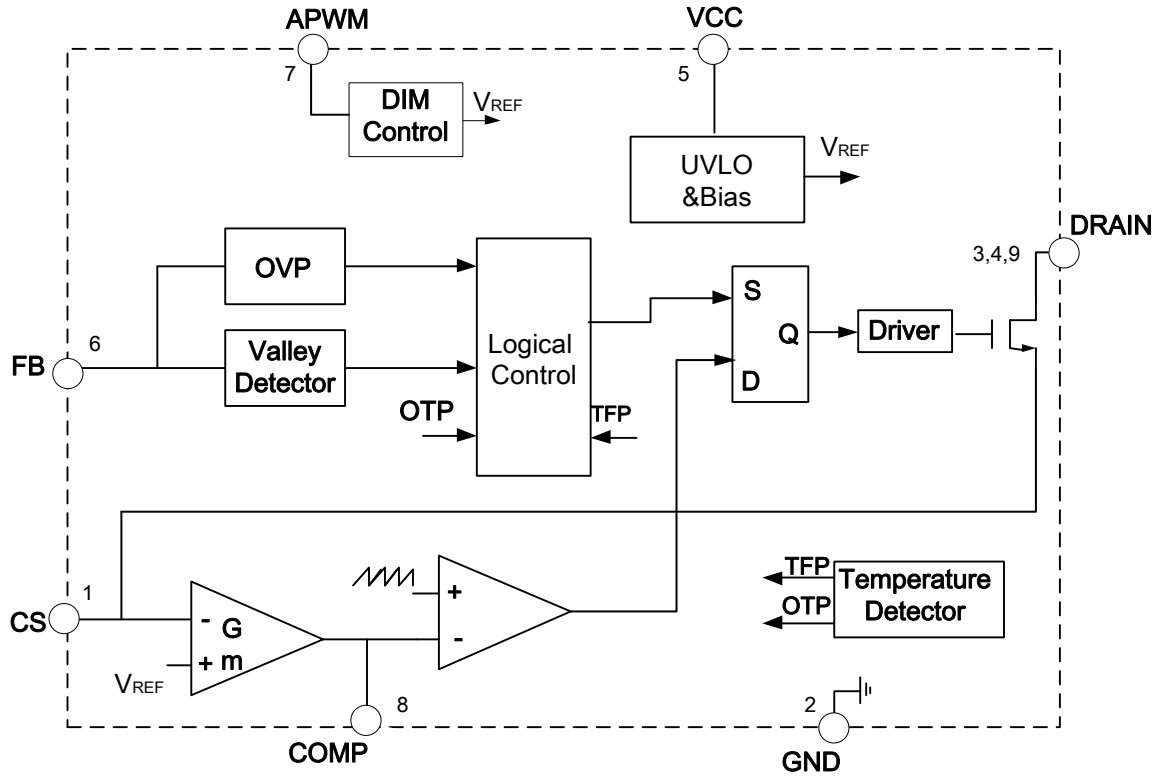 APWM
VCC
7
5
DIM
Control
VREF
UVLO
&Bias
VREF
DRAIN
3,4,9
OVP
S
Q
D
Driver
6
FB
Valley
Detector
Logical
Control
OTP
TFP
1
CS
-
G
+
m
VREF
+
-
TFP
OTP
Temperature
Detector
8
COMP
2
GND